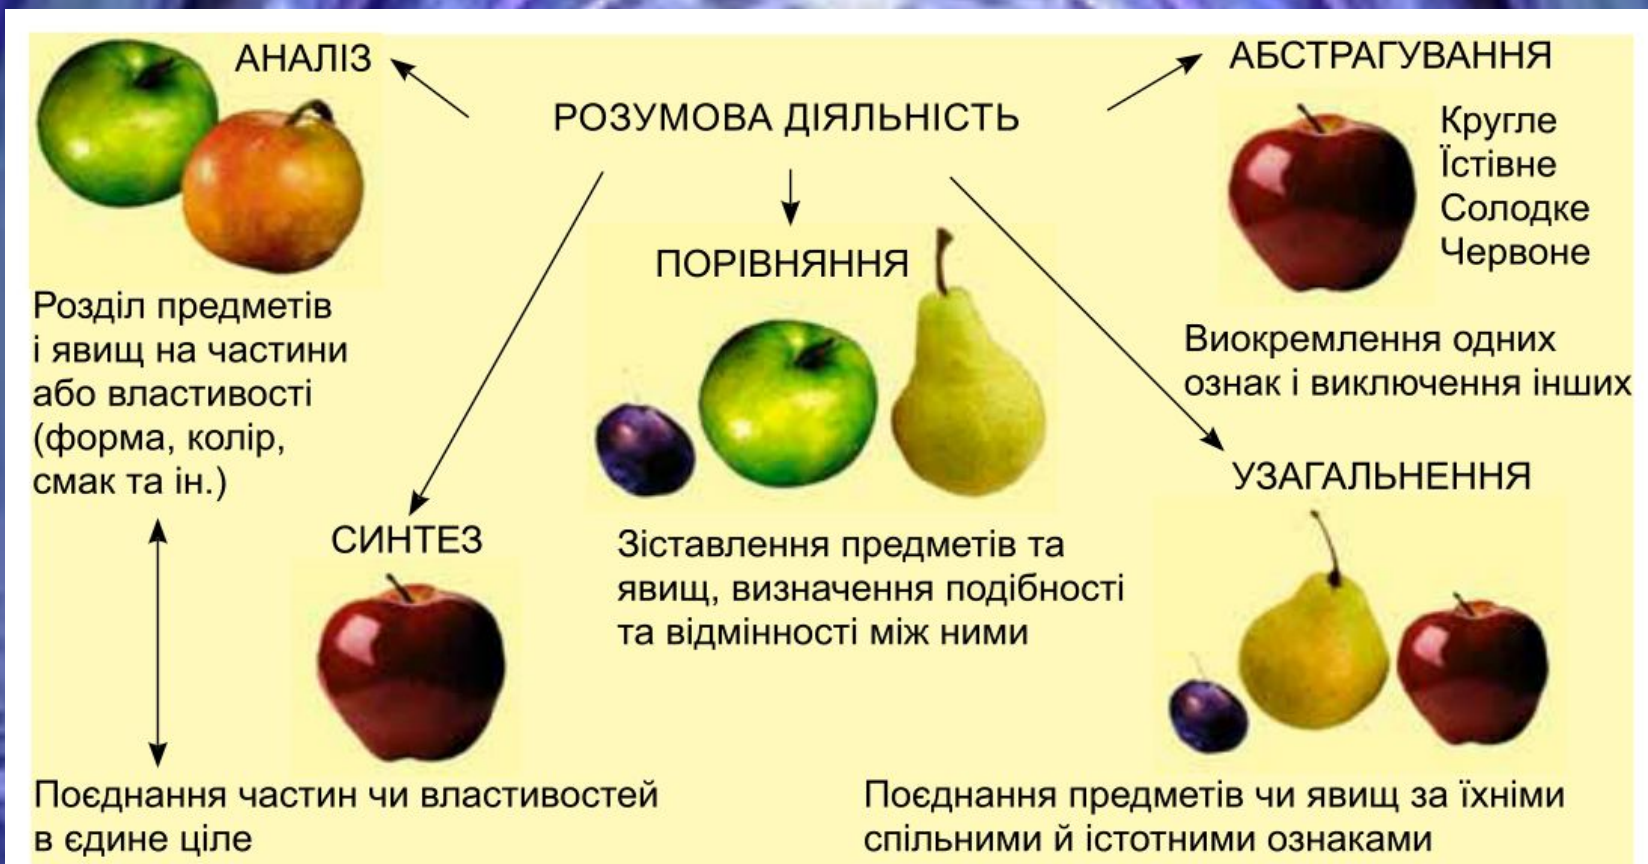 РОЗУМОВА ДІЯЛЬНІСТЬ
АНАЛІЗ
Розділ предметів
і явищ на частини
або властивості
(форма, колір,
смак та ін.)
СИНТЕЗ
Поєднання частин чи властивостей
в єдине ціле
ПОРІВНЯННЯ
Зіставлення предметів та
явищ, визначення подібності
та відмінності між ними
АБСТРАГУВАННЯ
Кругле
Їстівне
Солодке
Червоне
Виокремлення одних
ознак і виключення інших
УЗАГАЛЬНЕННЯ
Поєднання предметів чи явищ за їхніми
спільними й істотними ознаками